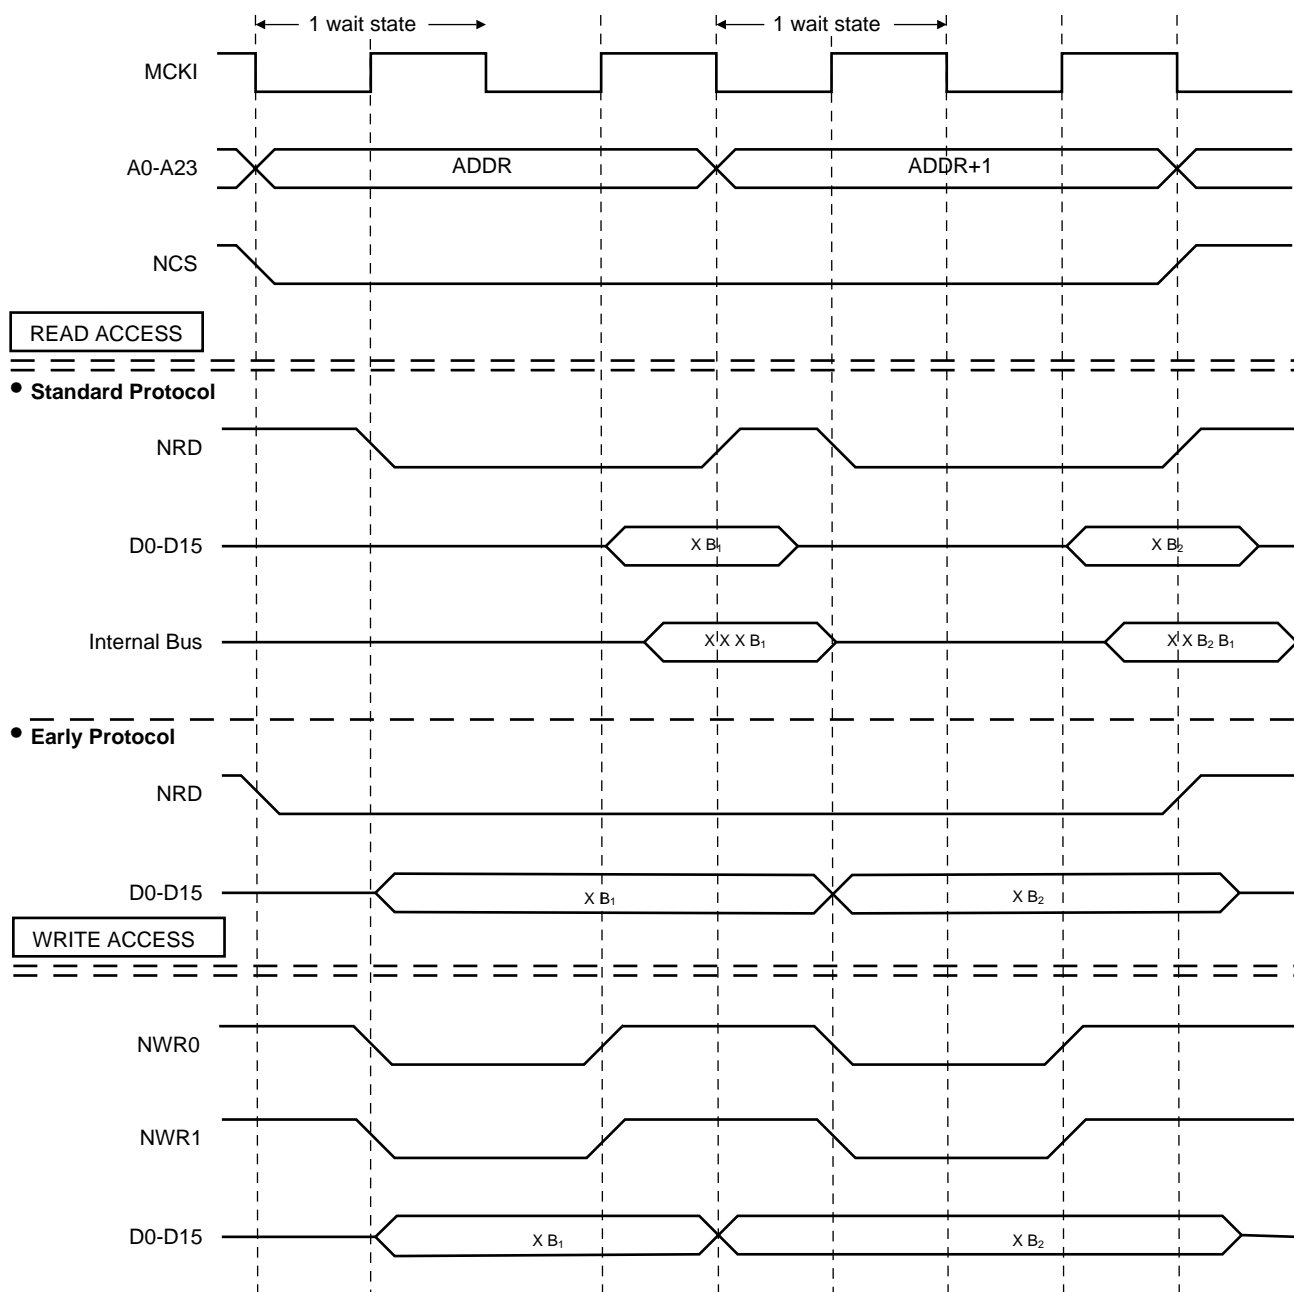 1 wait state 1 wait state
MCKI
A0-A23 ADDR ADDR+1
NCS
READ ACCESS
• Standard Protocol
NRD
D0-D15 X B₁ X B₂
Internal Bus X X X B₁ X X B₂ B₁
• Early Protocol
NRD
D0-D15 X B₁ X B₂
WRITE ACCESS
NWR0
NWR1
D0-D15 X B₁ X B₂